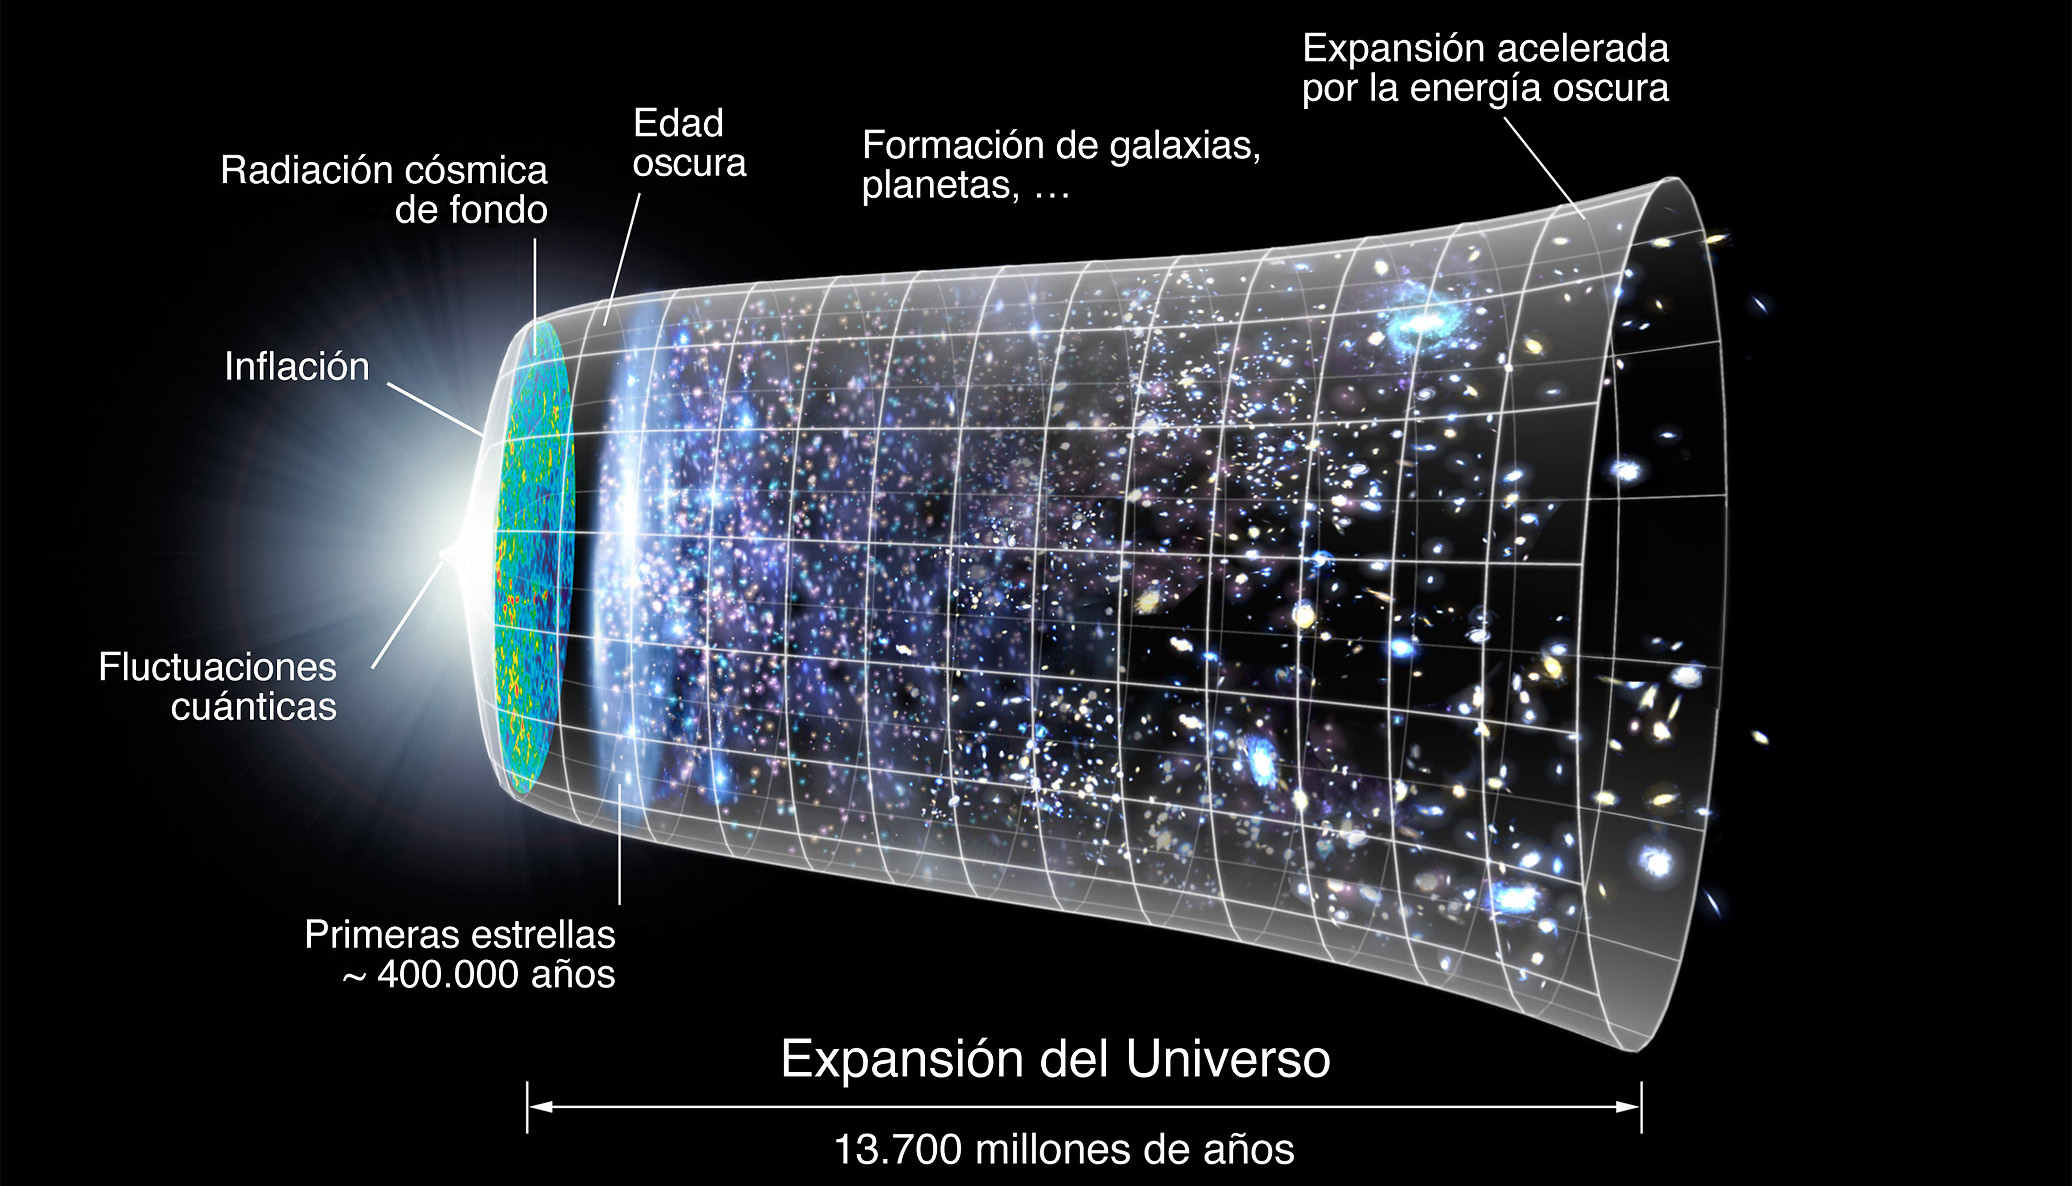 Expansión acelerada
por la energía oscura
Edad
oscura
Formación de galaxias,
planetas, …
Radiación cósmica
de fondo
Inflación
Fluctuaciones
cuánticas
Primeras estrellas
~ 400.000 años
Expansión del Universo
13.700 millones de años